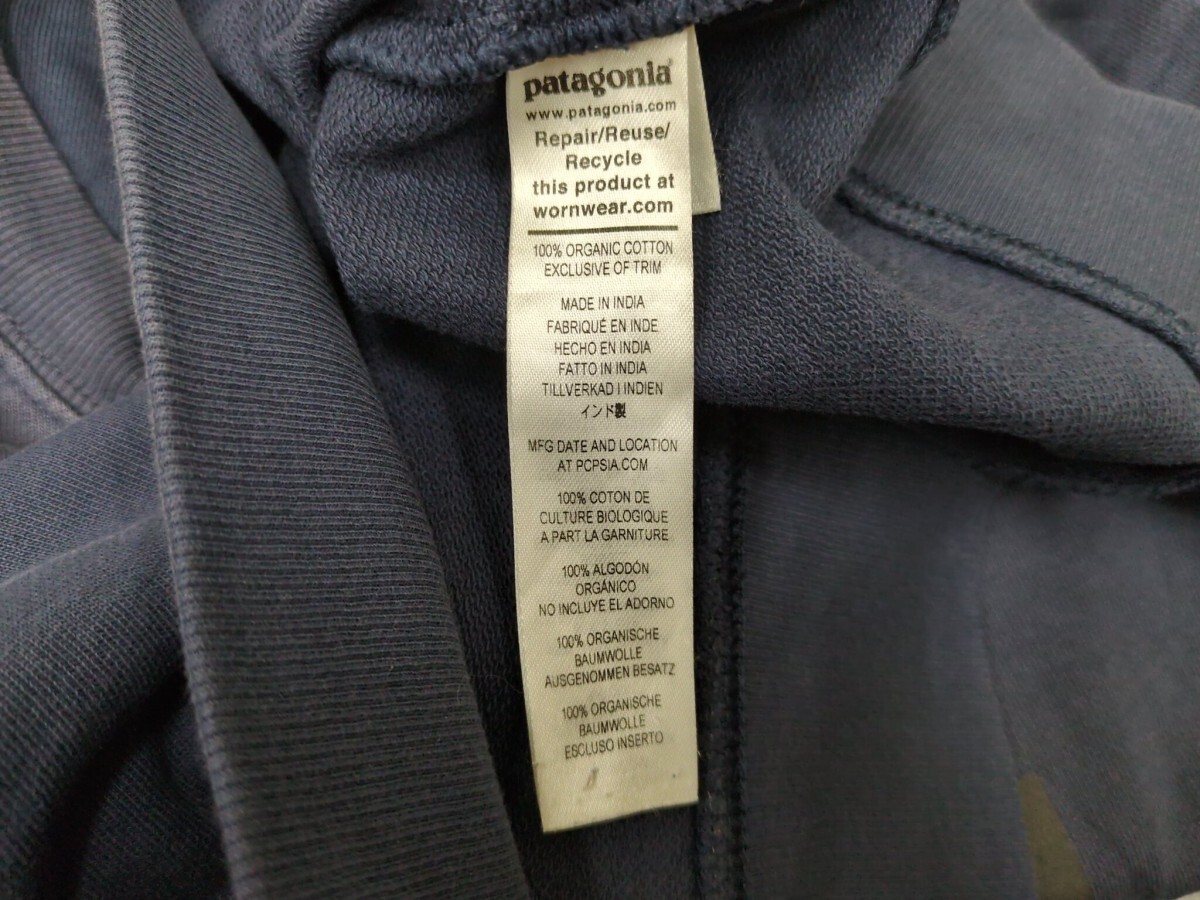 patagonia
www.patagonia.com
Repair/Reuse/
Recycle
this product at
wornwear.com
100% ORGANIC COTTON
EXCLUSIVE OF TRIM
MADE IN INDIA
FABRIQUÉ EN INDE
HECHO EN INDIA
FATTO IN INDIA
TILLVERKAD I INDIEN
インド製
MFG DATE AND LOCATION
AT PCPSIA.COM
100% COTON DE
CULTURE BIOLOGIQUE
A PART LA GARNITURE
100% ALGODÓN
ORGÁNICO
NO INCLUYE EL ADORNO
100% ORGANISCHE
BAUMWOLLE
AUSGENOMMEN BESATZ
100% ORGANISCHE
BAUMWOLLE
ESCLUSO INSERTO